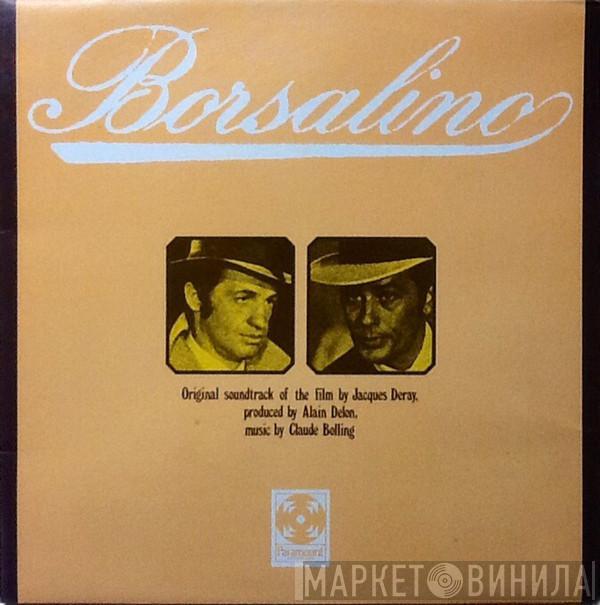 Borsalino
Original soundtrack of the film by Jacques Deray,
produced by Alain Delon,
music by Claude Bolling
Paramount
МАРКЕТ ВИНИЛА